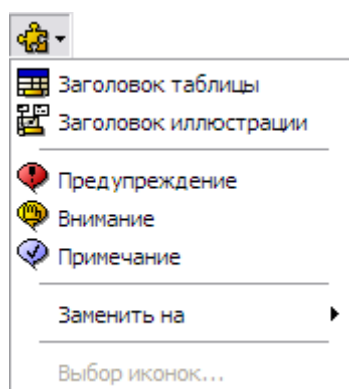 Заголовок таблицы
Заголовок иллюстрации
Предупреждение
Внимание
Примечание
Заменить на
Выбор иконок...